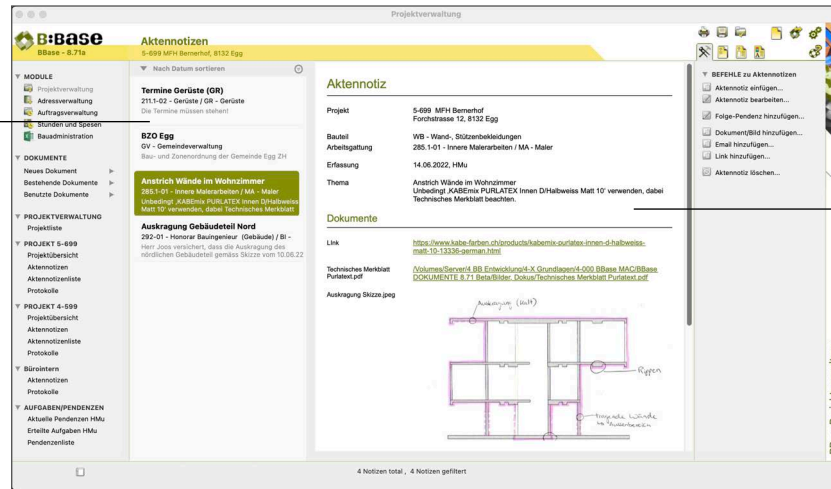 Projektverwaltung
B:Base
BBase - 8.71a
Aktennotizen
5-699 MFH Bernerhof, 8132 Egg
MODULE
Projektverwaltung
Adressverwaltung
Auftragsverwaltung
Stunden und Spesen
Bauadministration
DOKUMENTE
Neues Dokument
Bestehende Dokumente
Benutzte Dokumente
PROJEKTVERWALTUNG
Projektliste
PROJEKT 5-699
Projektübersicht
Aktennotizen
Aktennotizenliste
Protokolle
PROJEKT 4-599
Projektübersicht
Aktennotizen
Aktennotizenliste
Protokolle
Bürointern
Aktennotizen
Protokolle
AUFGABEN/PENDENZEN
Aktuelle Pendenzen HMu
Erteilte Aufgaben HMu
Pendenzenliste
Nach Datum sortieren
Termine Gerüste (GR)
211.1-02 - Gerüste / GR - Gerüste
Die Termine müssen stehen!
BZO Egg
GV - Gemeindeverwaltung
Bau- und Zonenordnung der Gemeinde Egg ZH
Anstrich Wände im Wohnzimmer
285.1-01 - Innere Malerarbeiten / MA - Maler
Unbedingt ‚KABEmix PURLATEX Innen D/Halbweiss
Matt 10' verwenden, dabei Technisches Merkblatt
Auskragung Gebäudeteil Nord
292-01 - Honorar Bauingenieur (Gebäude) / BI -
Herr Joos versichert, dass die Auskragung des
nördlichen Gebäudeteil gemäss Skizze vom 10.06.22
Aktennotiz
Projekt 5-699 MFH Bernerhof
Forchstrasse 12, 8132 Egg
Bauteil WB - Wand-, Stützenbekleidungen
Arbeitsgattung 285.1-01 - Innere Malerarbeiten / MA - Maler
Erfassung 14.06.2022, HMu
Thema Anstrich Wände im Wohnzimmer
Unbedingt ‚KABEmix PURLATEX Innen D/Halbweiss Matt 10' verwenden, dabei
Technisches Merkblatt beachten.
Dokumente
Link https://www.kabe-farben.ch/products/kabemix-purlatex-innen-d-halbweiss-
matt-10-13336-german.html
Technisches Merkblatt /Volumes/Server/4 BB Entwicklung/4-X Grundlagen/4-000 BBase MAC/BBase
Purlatext.pdf DOKUMENTE 8.71 Beta/Bilder, Dokus/Technisches Merkblatt Purlatext.pdf
Auskragung Skizze.jpeg
Auskragung (kalt)
Rippen
tragende Wände
im Aussenbereich
BEFEHLE zu Aktennotizen
Aktennotiz einfügen...
Aktennotiz bearbeiten...
Folge-Pendenz hinzufügen...
Dokument/Bild hinzufügen...
Email hinzufügen...
Link hinzufügen...
Aktennotiz löschen...
4 Notizen total , 4 Notizen gefiltert